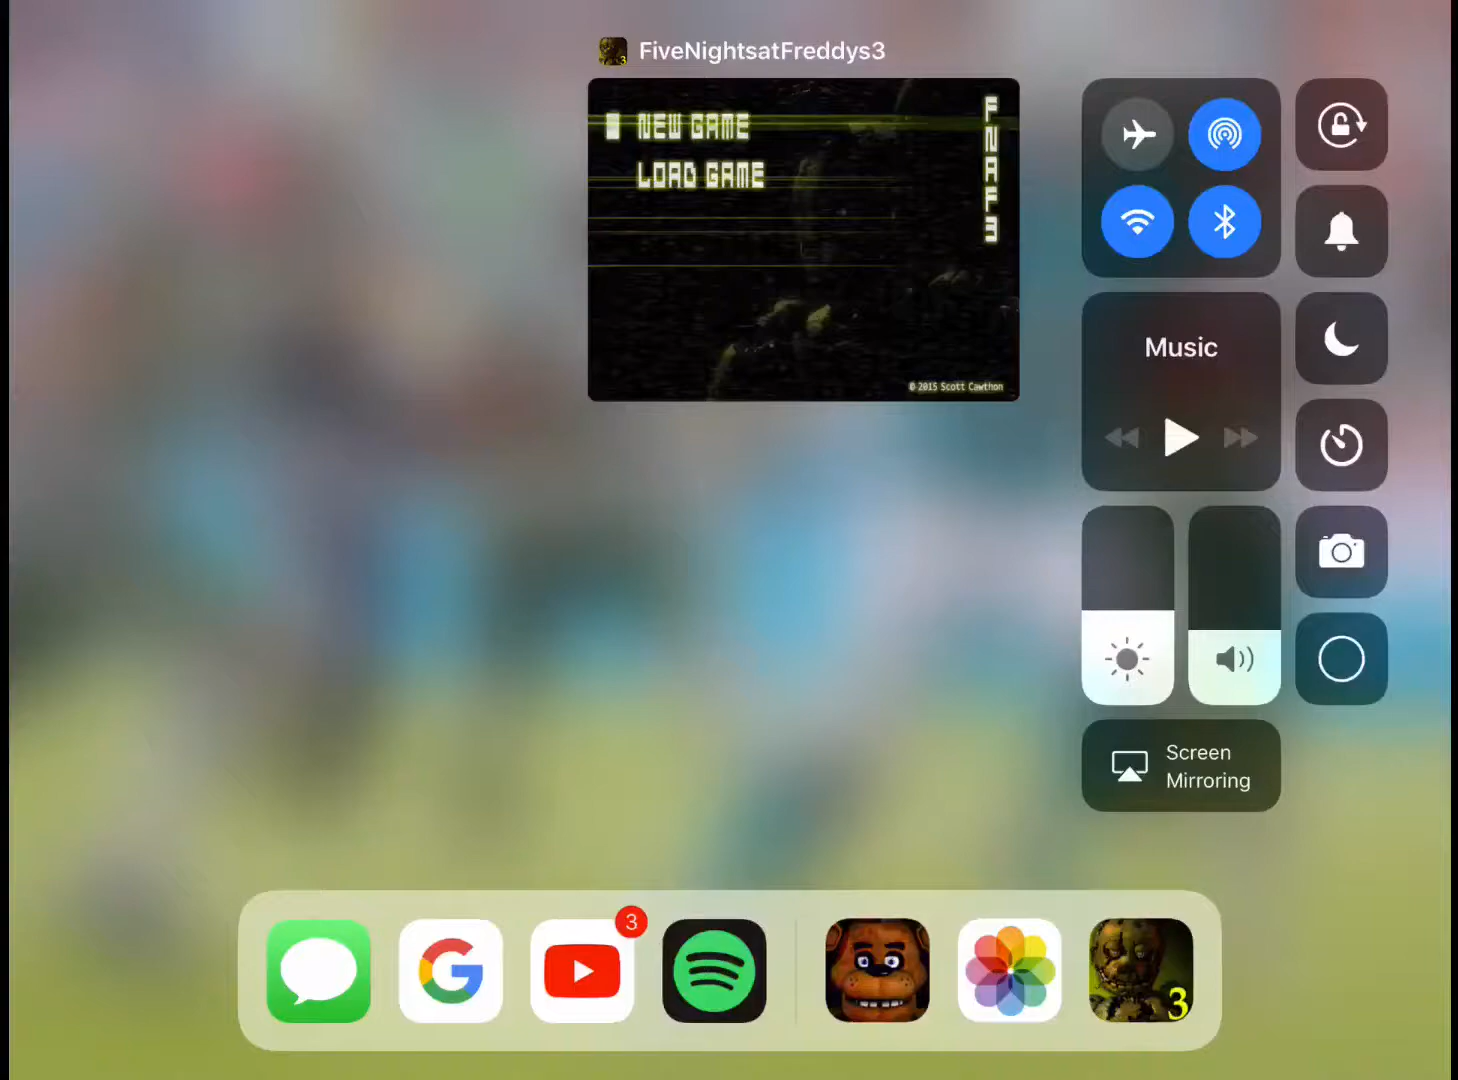 FiveNightsatFreddys3
NEW GAME
LOAD GAME
FNAF3
© 2015 Scott Cawthon
Music
Screen
Mirroring
3
3